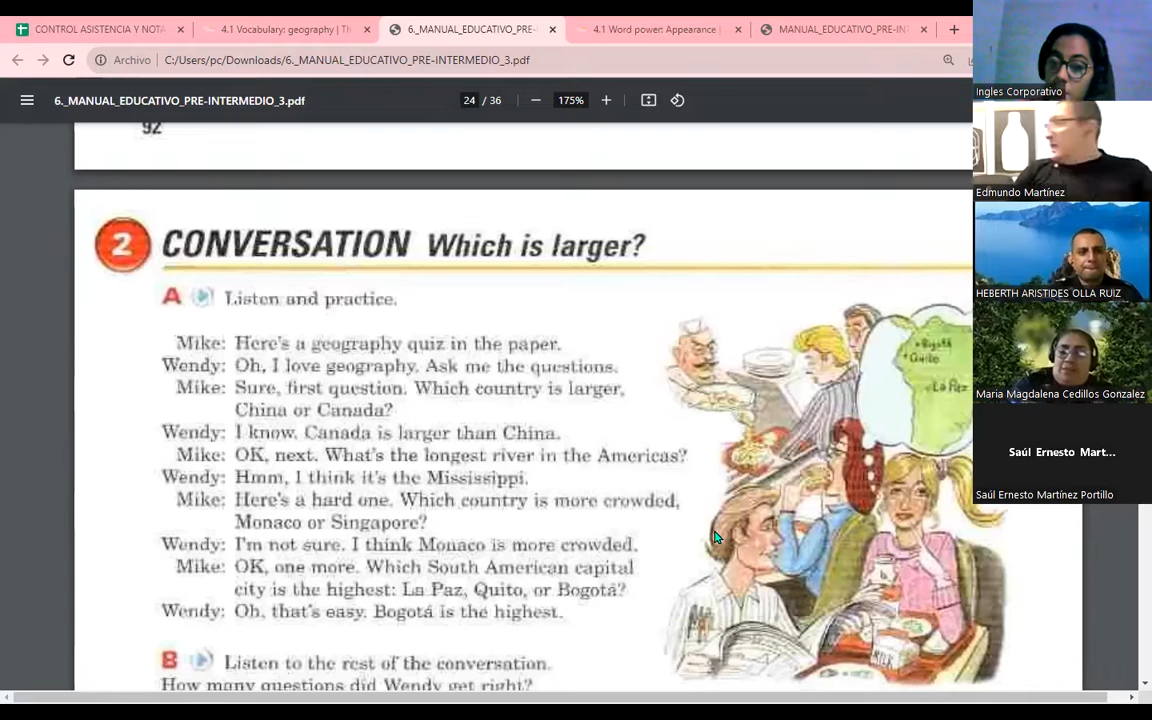 CONTROL ASISTENCIA Y NOTA
4.1 Vocabulary: geography | Th
6._MANUAL_EDUCATIVO_PRE-
4.1 Word power: Appearance |
MANUAL_EDUCATIVO_PRE-INT
Archivo
C:/Users/pc/Downloads/6._MANUAL_EDUCATIVO_PRE-INTERMEDIO_3.pdf
6._MANUAL_EDUCATIVO_PRE-INTERMEDIO_3.pdf
24 / 36
175%
92
2 CONVERSATION Which is larger?
A Listen and practice.
Mike: Here's a geography quiz in the paper.
Wendy: Oh, I love geography. Ask me the questions.
Mike: Sure, first question. Which country is larger,
China or Canada?
Wendy: I know. Canada is larger than China.
Mike: OK, next. What's the longest river in the Americas?
Wendy: Hmm, I think it's the Mississippi.
Mike: Here's a hard one. Which country is more crowded,
Monaco or Singapore?
Wendy: I'm not sure. I think Monaco is more crowded.
Mike: OK, one more. Which South American capital
city is the highest: La Paz, Quito, or Bogotá?
Wendy: Oh, that's easy. Bogotá is the highest.
B Listen to the rest of the conversation.
How many questions did Wendy get right?
Bogotá
Quito
La Paz
MILK
Ingles Corporativo
Edmundo Martínez
HEBERTH ARISTIDES OLLA RUIZ
Maria Magdalena Cedillos Gonzalez
Saúl Ernesto Mart...
Saúl Ernesto Martínez Portillo